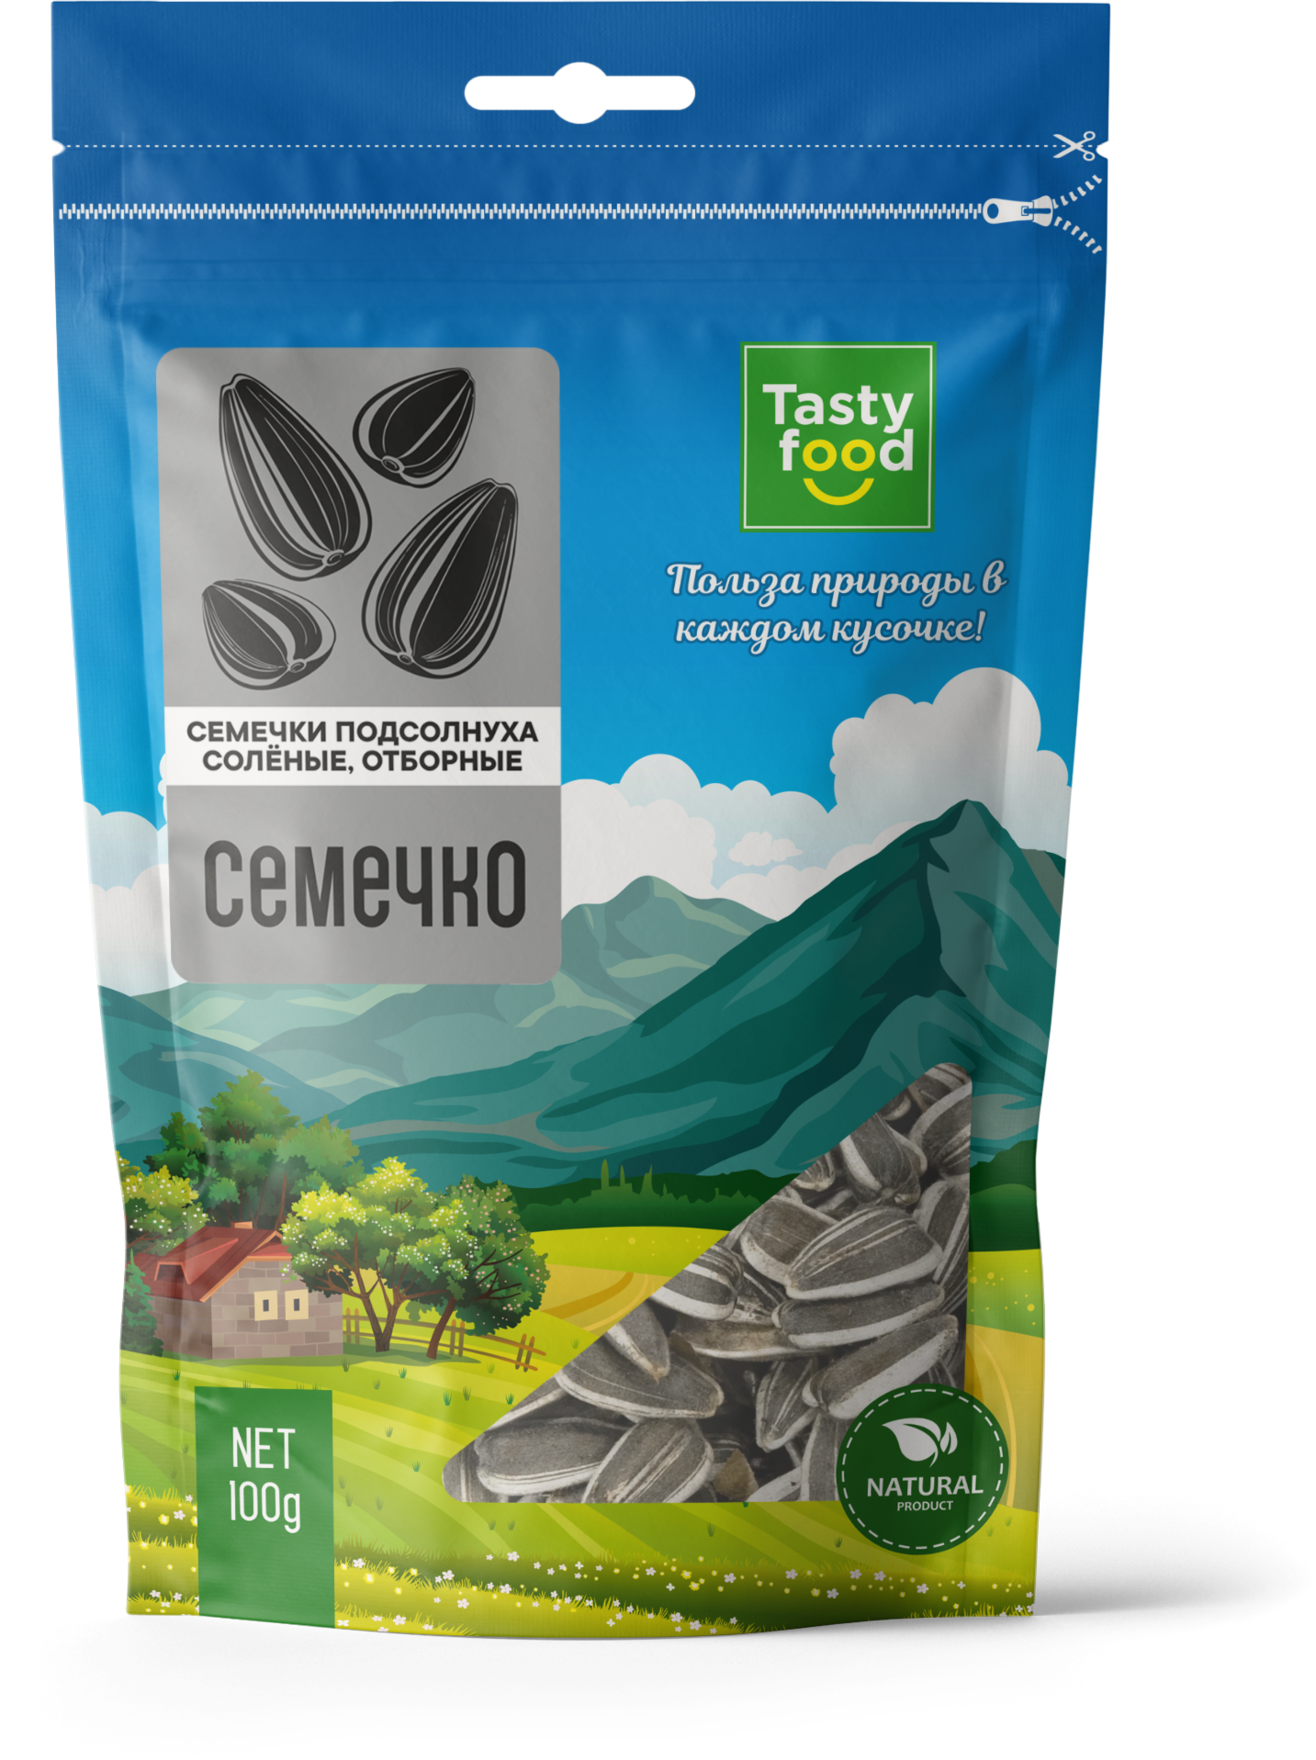 Tasty
food
Польза природы в
каждом кусочке!
СЕМЕЧКИ ПОДСОЛНУХА
СОЛЁНЫЕ, ОТБОРНЫЕ
семечко
NET
100g
NATURAL
PRODUCT